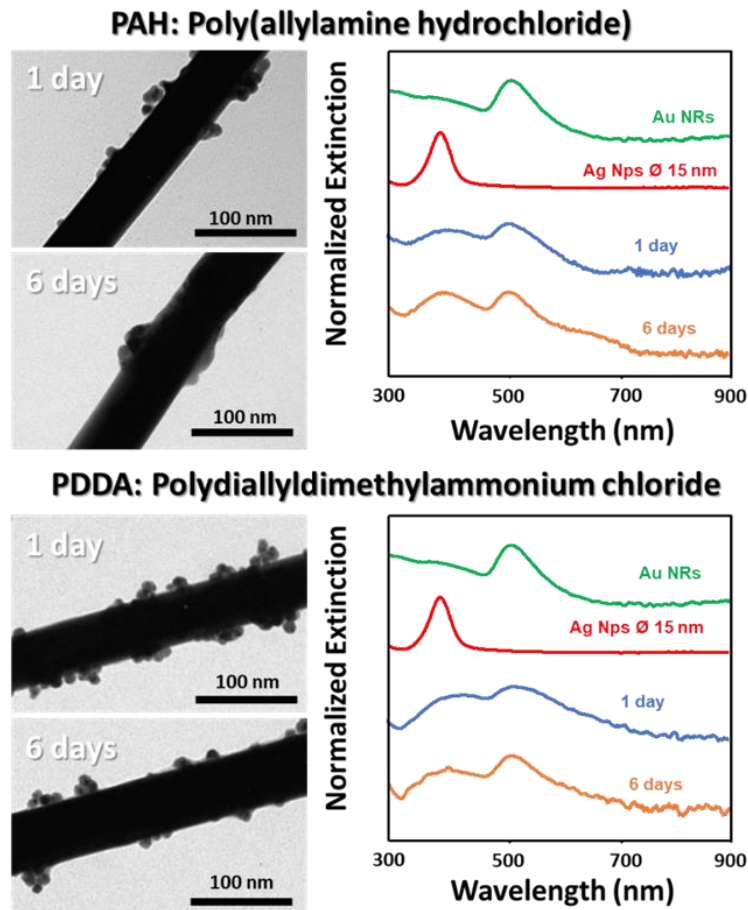 PAH: Poly(allylamine hydrochloride)
1 day
100 nm
6 days
100 nm
Normalized Extinction
Au NRs
Ag Nps Ø 15 nm
1 day
6 days
300 500 700 900
Wavelength (nm)
PDDA: Polydiallyldimethylammonium chloride
1 day
100 nm
6 days
100 nm
Normalized Extinction
Au NRs
Ag Nps Ø 15 nm
1 day
6 days
300 500 700 900
Wavelength (nm)